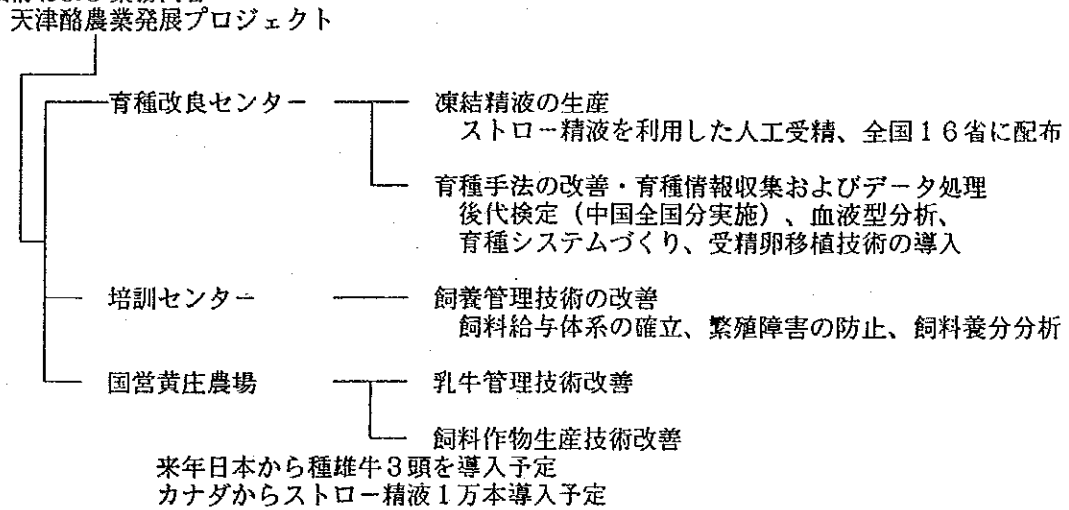 天津酪農業発展プロジェクト
育種改良センター
凍結精液の生産
ストロー精液を利用した人工受精、全国16省に配布
育種手法の改善・育種情報収集およびデータ処理
後代検定(中国全国分実施)、血液型分析、
育種システムづくり、受精卵移植技術の導入
培訓センター
飼養管理技術の改善
飼料給与体系の確立、繁殖障害の防止、飼料養分分析
国営黄庄農場
乳牛管理技術改善
飼料作物生産技術改善
来年日本から種雄牛3頭を導入予定
カナダからストロー精液1万本導入予定